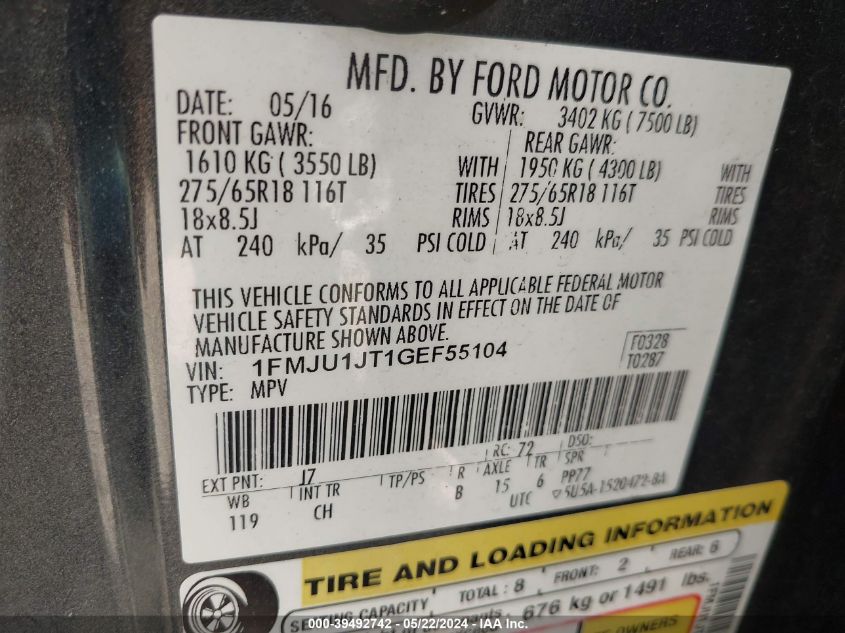 MFD. BY FORD MOTOR CO.
DATE: 05/16 GVWR: 3402 KG ( 7500 LB)
FRONT GAWR: REAR GAWR:
1610 KG ( 3550 LB) WITH 1950 KG ( 4300 LB) WITH
275/65R18 116T TIRES 275/65R18 116T TIRES
18x8.5J RIMS 18x8.5J RIMS
AT 240 kPa/ 35 PSI COLD AT 240 kPa/ 35 PSI COLD
THIS VEHICLE CONFORMS TO ALL APPLICABLE FEDERAL MOTOR
VEHICLE SAFETY STANDARDS IN EFFECT ON THE DATE OF
MANUFACTURE SHOWN ABOVE.
VIN: 1FMJU1JT1GEF55104 F0328
TYPE: MPV T0287
EXT PNT: J7 RC: 72 DSO:
WB INT TR TP/PS R AXLE TR SPR
119 CH B 15 6 PP77
UTC ▽5U5A-1520472-BA
TIRE AND LOADING INFORMATION
SEATING CAPACITY TOTAL : 8 FRONT: 2 REAR: 6
676 kg or 1491 lbs.
OWNERS
000-39492742 - 05/22/2024 - IAA Inc.